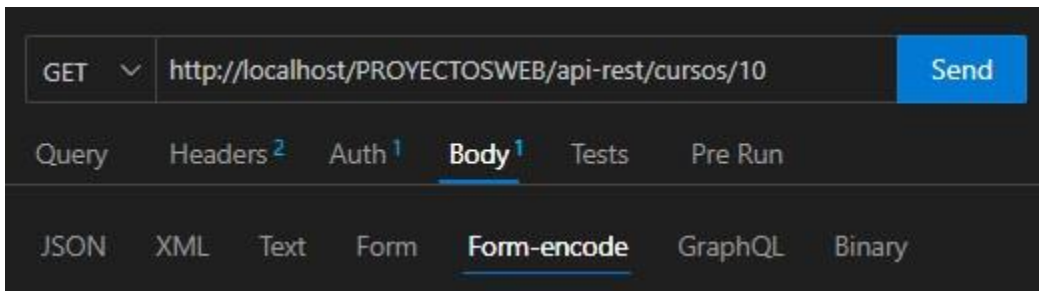 GET http://localhost/PROYECTOSWEB/api-rest/cursos/10 Send
Query Headers 2 Auth 1 Body 1 Tests Pre Run
JSON XML Text Form Form-encode GraphQL Binary